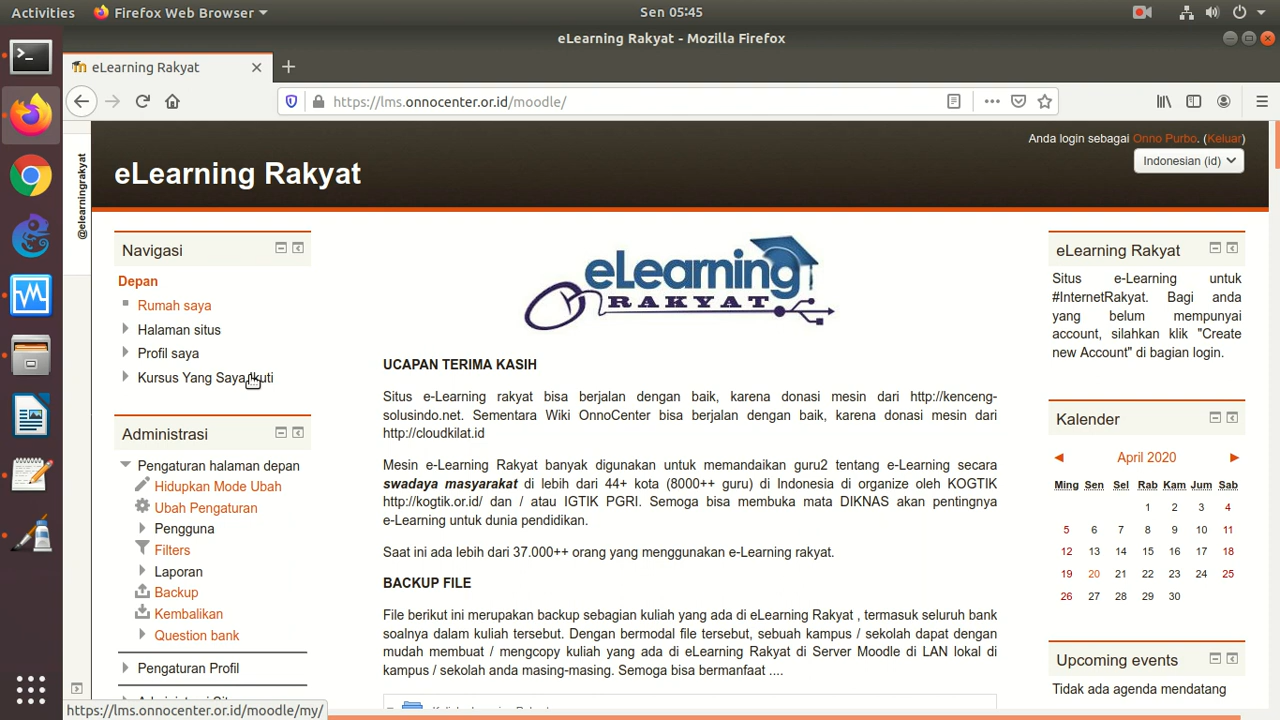 Activities
Firefox Web Browser
Sen 05:45
eLearning Rakyat - Mozilla Firefox
eLearning Rakyat
https://lms.onnocenter.or.id/moodle/
@elearningrakyat
eLearning Rakyat
Anda login sebagai Onno Purbo. (Keluar)
Indonesian (id)
Navigasi
Depan
Rumah saya
Halaman situs
Profil saya
Kursus Yang Saya Ikuti
Administrasi
Pengaturan halaman depan
Hidupkan Mode Ubah
Ubah Pengaturan
Pengguna
Filters
Laporan
Backup
Kembalikan
Question bank
Pengaturan Profil
https://lms.onnocenter.or.id/moodle/my/
eLearning
RAKYAT
UCAPAN TERIMA KASIH
Situs e-Learning rakyat bisa berjalan dengan baik, karena donasi mesin dari http://kenceng-
solusindo.net. Sementara Wiki OnnoCenter bisa berjalan dengan baik, karena donasi mesin dari
http://cloudkilat.id
Mesin e-Learning Rakyat banyak digunakan untuk memandaikan guru2 tentang e-Learning secara
swadaya masyarakat di lebih dari 44+ kota (8000++ guru) di Indonesia di organize oleh KOGTIK
http://kogtik.or.id/ dan / atau IGTIK PGRI. Semoga bisa membuka mata DIKNAS akan pentingnya
e-Learning untuk dunia pendidikan.
Saat ini ada lebih dari 37.000++ orang yang menggunakan e-Learning rakyat.
BACKUP FILE
File berikut ini merupakan backup sebagian kuliah yang ada di eLearning Rakyat , termasuk seluruh bank
soalnya dalam kuliah tersebut. Dengan bermodal file tersebut, sebuah kampus / sekolah dapat dengan
mudah membuat / mengcopy kuliah yang ada di eLearning Rakyat di Server Moodle di LAN lokal di
kampus / sekolah anda masing-masing. Semoga bisa bermanfaat ....
eLearning Rakyat
Situs e-Learning untuk
#InternetRakyat. Bagi anda
yang belum mempunyai
account, silahkan klik "Create
new Account" di bagian login.
Kalender
April 2020
Ming Sen Sel Rab Kam Jum Sab
1 2 3 4
5 6 7 8 9 10 11
12 13 14 15 16 17 18
19 20 21 22 23 24 25
26 27 28 29 30
Upcoming events
Tidak ada agenda mendatang